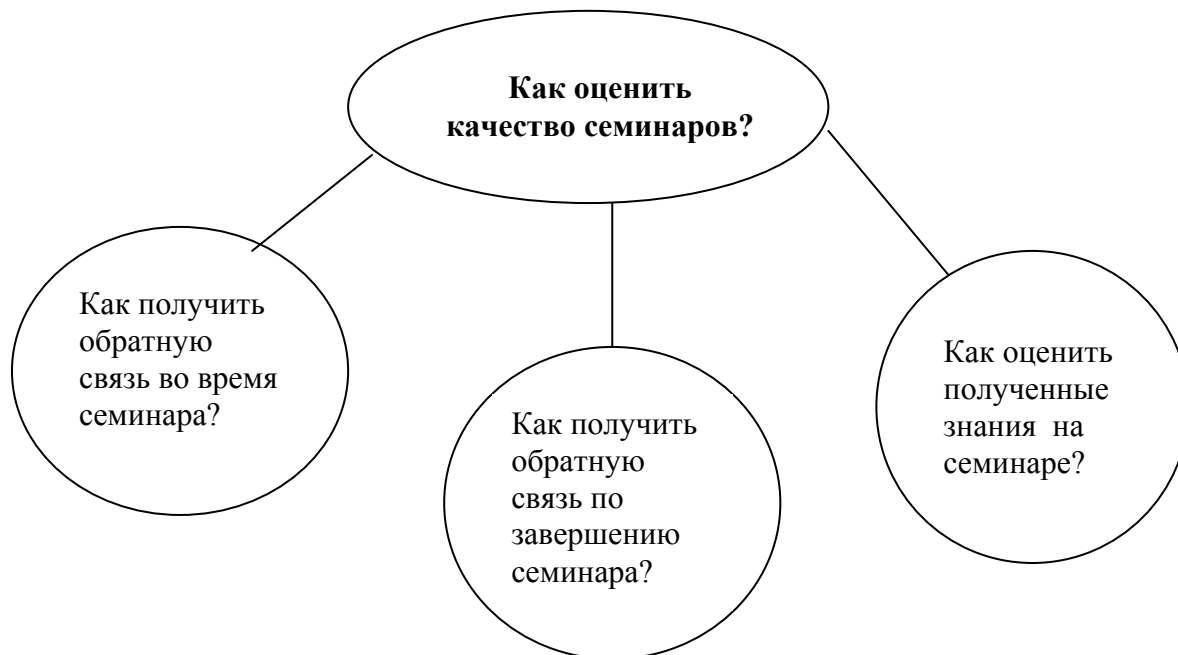 Как оценить
качество семинаров?
Как получить
обратную
связь во время
семинара?
Как получить
обратную
связь по
завершению
семинара?
Как оценить
полученные
знания на
семинаре?